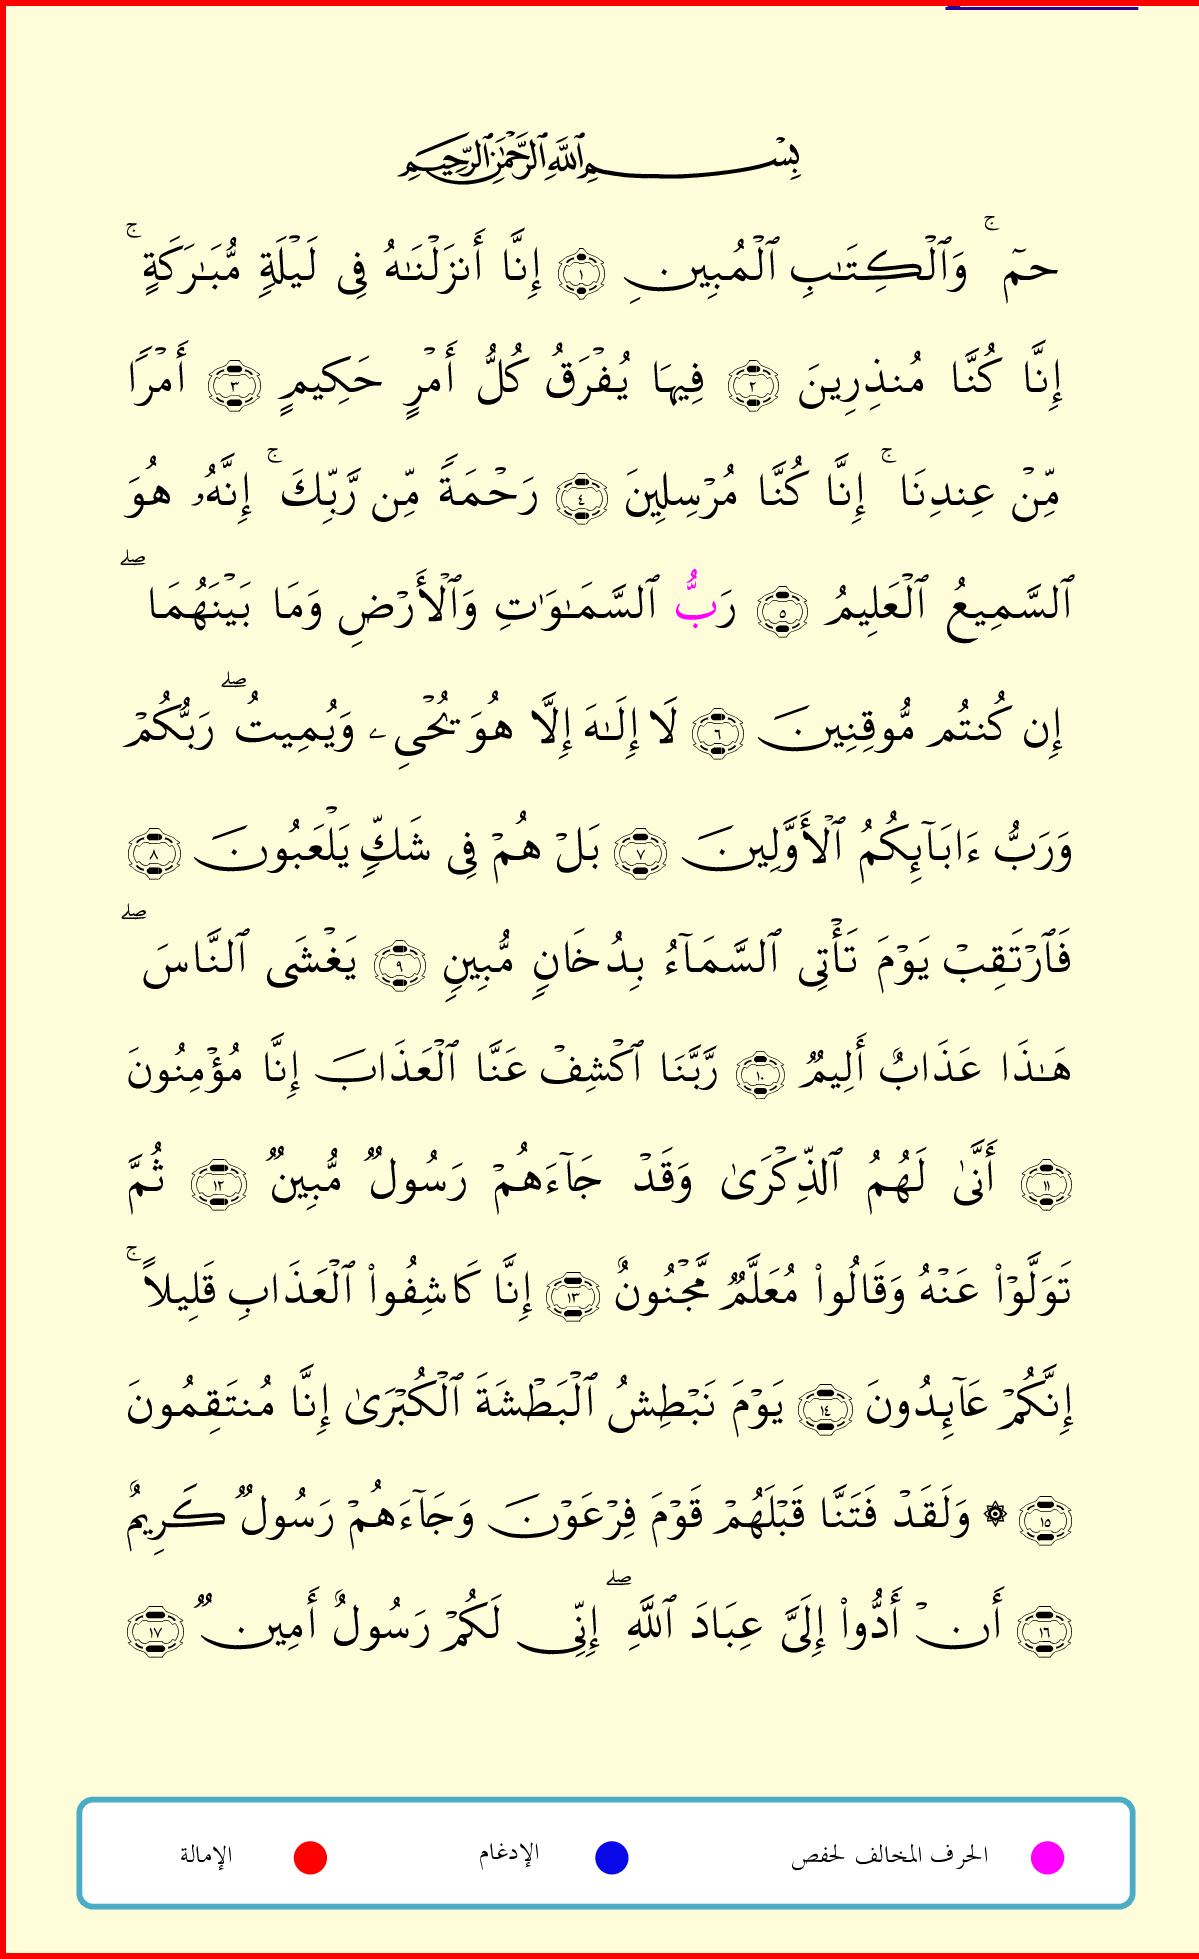 بِسۡمِ ٱللَّهِ ٱلرَّحۡمَٰنِ ٱلرَّحِيمِ
حمٓ ۚ وَٱلۡكِتَٰبِ ٱلۡمُبِينِ ١ إِنَّا أَنزَلۡنَٰهُ فِى لَيۡلَةٍ مُّبَٰرَكَةٍ ۚ
إِنَّا كُنَّا مُنذِرِينَ ٢ فِيهَا يُفۡرَقُ كُلُّ أَمۡرٍ حَكِيمٍ ٣ أَمۡرًا
مِّنۡ عِندِنَا ۚ إِنَّا كُنَّا مُرۡسِلِينَ ٤ رَحۡمَةً مِّن رَّبِّكَ ۚ إِنَّهُۥ هُوَ
ٱلسَّمِيعُ ٱلۡعَلِيمُ ٥ رَبُّ ٱلسَّمَٰوَٰتِ وَٱلۡأَرۡضِ وَمَا بَيۡنَهُمَا ۖ
إِن كُنتُم مُّوقِنِينَ ٦ لَا إِلَٰهَ إِلَّا هُوَ يُحۡىِۦ وَيُمِيتُ ۖ رَبُّكُمۡ
وَرَبُّ ءَابَآئِكُمُ ٱلۡأَوَّلِينَ ٧ بَلۡ هُمۡ فِى شَكٍّ يَلۡعَبُونَ ٨
فَٱرۡتَقِبۡ يَوۡمَ تَأۡتِى ٱلسَّمَآءُ بِدُخَانٍ مُّبِينٍ ٩ يَغۡشَى ٱلنَّاسَ ۖ
هَٰذَا عَذَابٌ أَلِيمٌ ١٠ رَّبَّنَا ٱكۡشِفۡ عَنَّا ٱلۡعَذَابَ إِنَّا مُؤۡمِنُونَ
١١ أَنَّىٰ لَهُمُ ٱلذِّكۡرَىٰ وَقَدۡ جَآءَهُمۡ رَسُولٌ مُّبِينٌ ١٢ ثُمَّ
تَوَلَّوۡاْ عَنۡهُ وَقَالُواْ مُعَلَّمٌ مَّجۡنُونٌ ١٣ إِنَّا كَاشِفُواْ ٱلۡعَذَابِ قَلِيلاً ۚ
إِنَّكُمۡ عَآئِدُونَ ١٤ يَوۡمَ نَبۡطِشُ ٱلۡبَطۡشَةَ ٱلۡكُبۡرَىٰ إِنَّا مُنتَقِمُونَ
١٥ ۞ وَلَقَدۡ فَتَنَّا قَبۡلَهُمۡ قَوۡمَ فِرۡعَوۡنَ وَجَآءَهُمۡ رَسُولٌ كَرِيمٌ
١٦ أَنۡ أَدُّواْ إِلَىَّ عِبَادَ ٱللَّهِ ۖ إِنِّى لَكُمۡ رَسُولٌ أَمِينٌ ١٧
الحرف المخالف لحفص الإدغام الإمالة